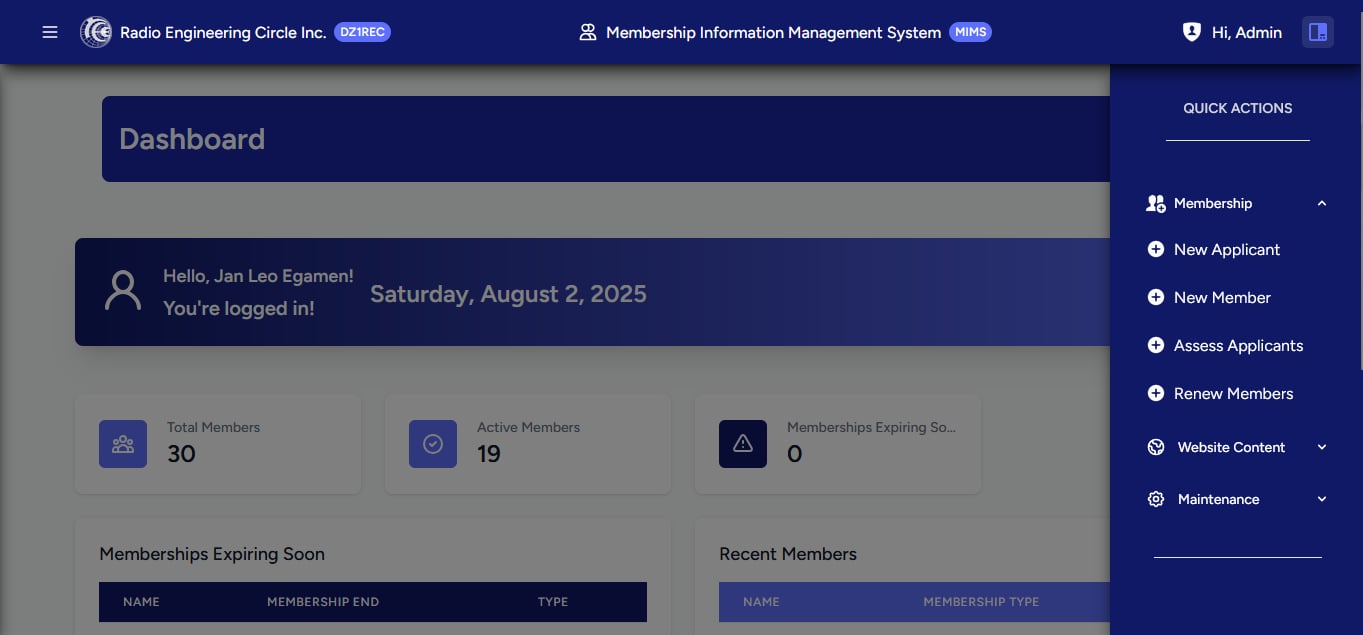 Radio Engineering Circle Inc. DZ1REC
Membership Information Management System MIMS
Hi, Admin
Dashboard
Hello, Jan Leo Egamen!
You're logged in!
Saturday, August 2, 2025
Total Members
30
Active Members
19
Memberships Expiring So...
0
Memberships Expiring Soon
NAME MEMBERSHIP END TYPE
Recent Members
NAME MEMBERSHIP TYPE
QUICK ACTIONS
Membership
New Applicant
New Member
Assess Applicants
Renew Members
Website Content
Maintenance